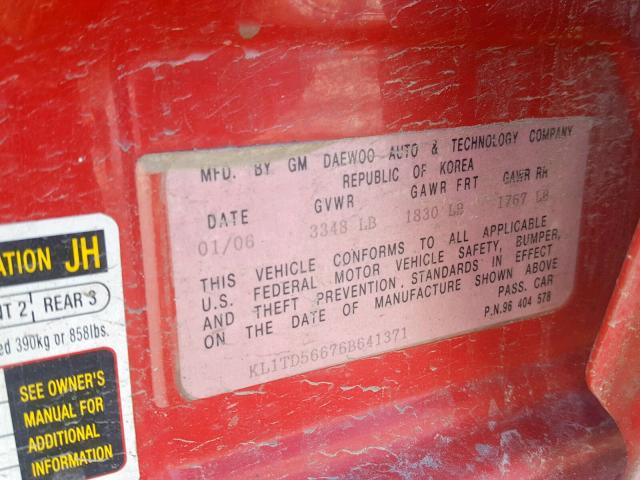 MFD. BY GM DAEWOO AUTO & TECHNOLOGY COMPANY
REPUBLIC OF KOREA
DATE GVWR GAWR FRT GAWR RR
01/06 3348 LB 1830 LB 1767 LB
THIS VEHICLE CONFORMS TO ALL APPLICABLE
U.S. FEDERAL MOTOR VEHICLE SAFETY, BUMPER,
AND THEFT PREVENTION STANDARDS IN EFFECT
ON THE DATE OF MANUFACTURE SHOWN ABOVE
PASS. CAR
P.N.96 404 578
KL1TD56676B641371
ATION JH
NT 2 REAR 3
ed 390kg or 858lbs.
SEE OWNER'S
MANUAL FOR
ADDITIONAL
INFORMATION